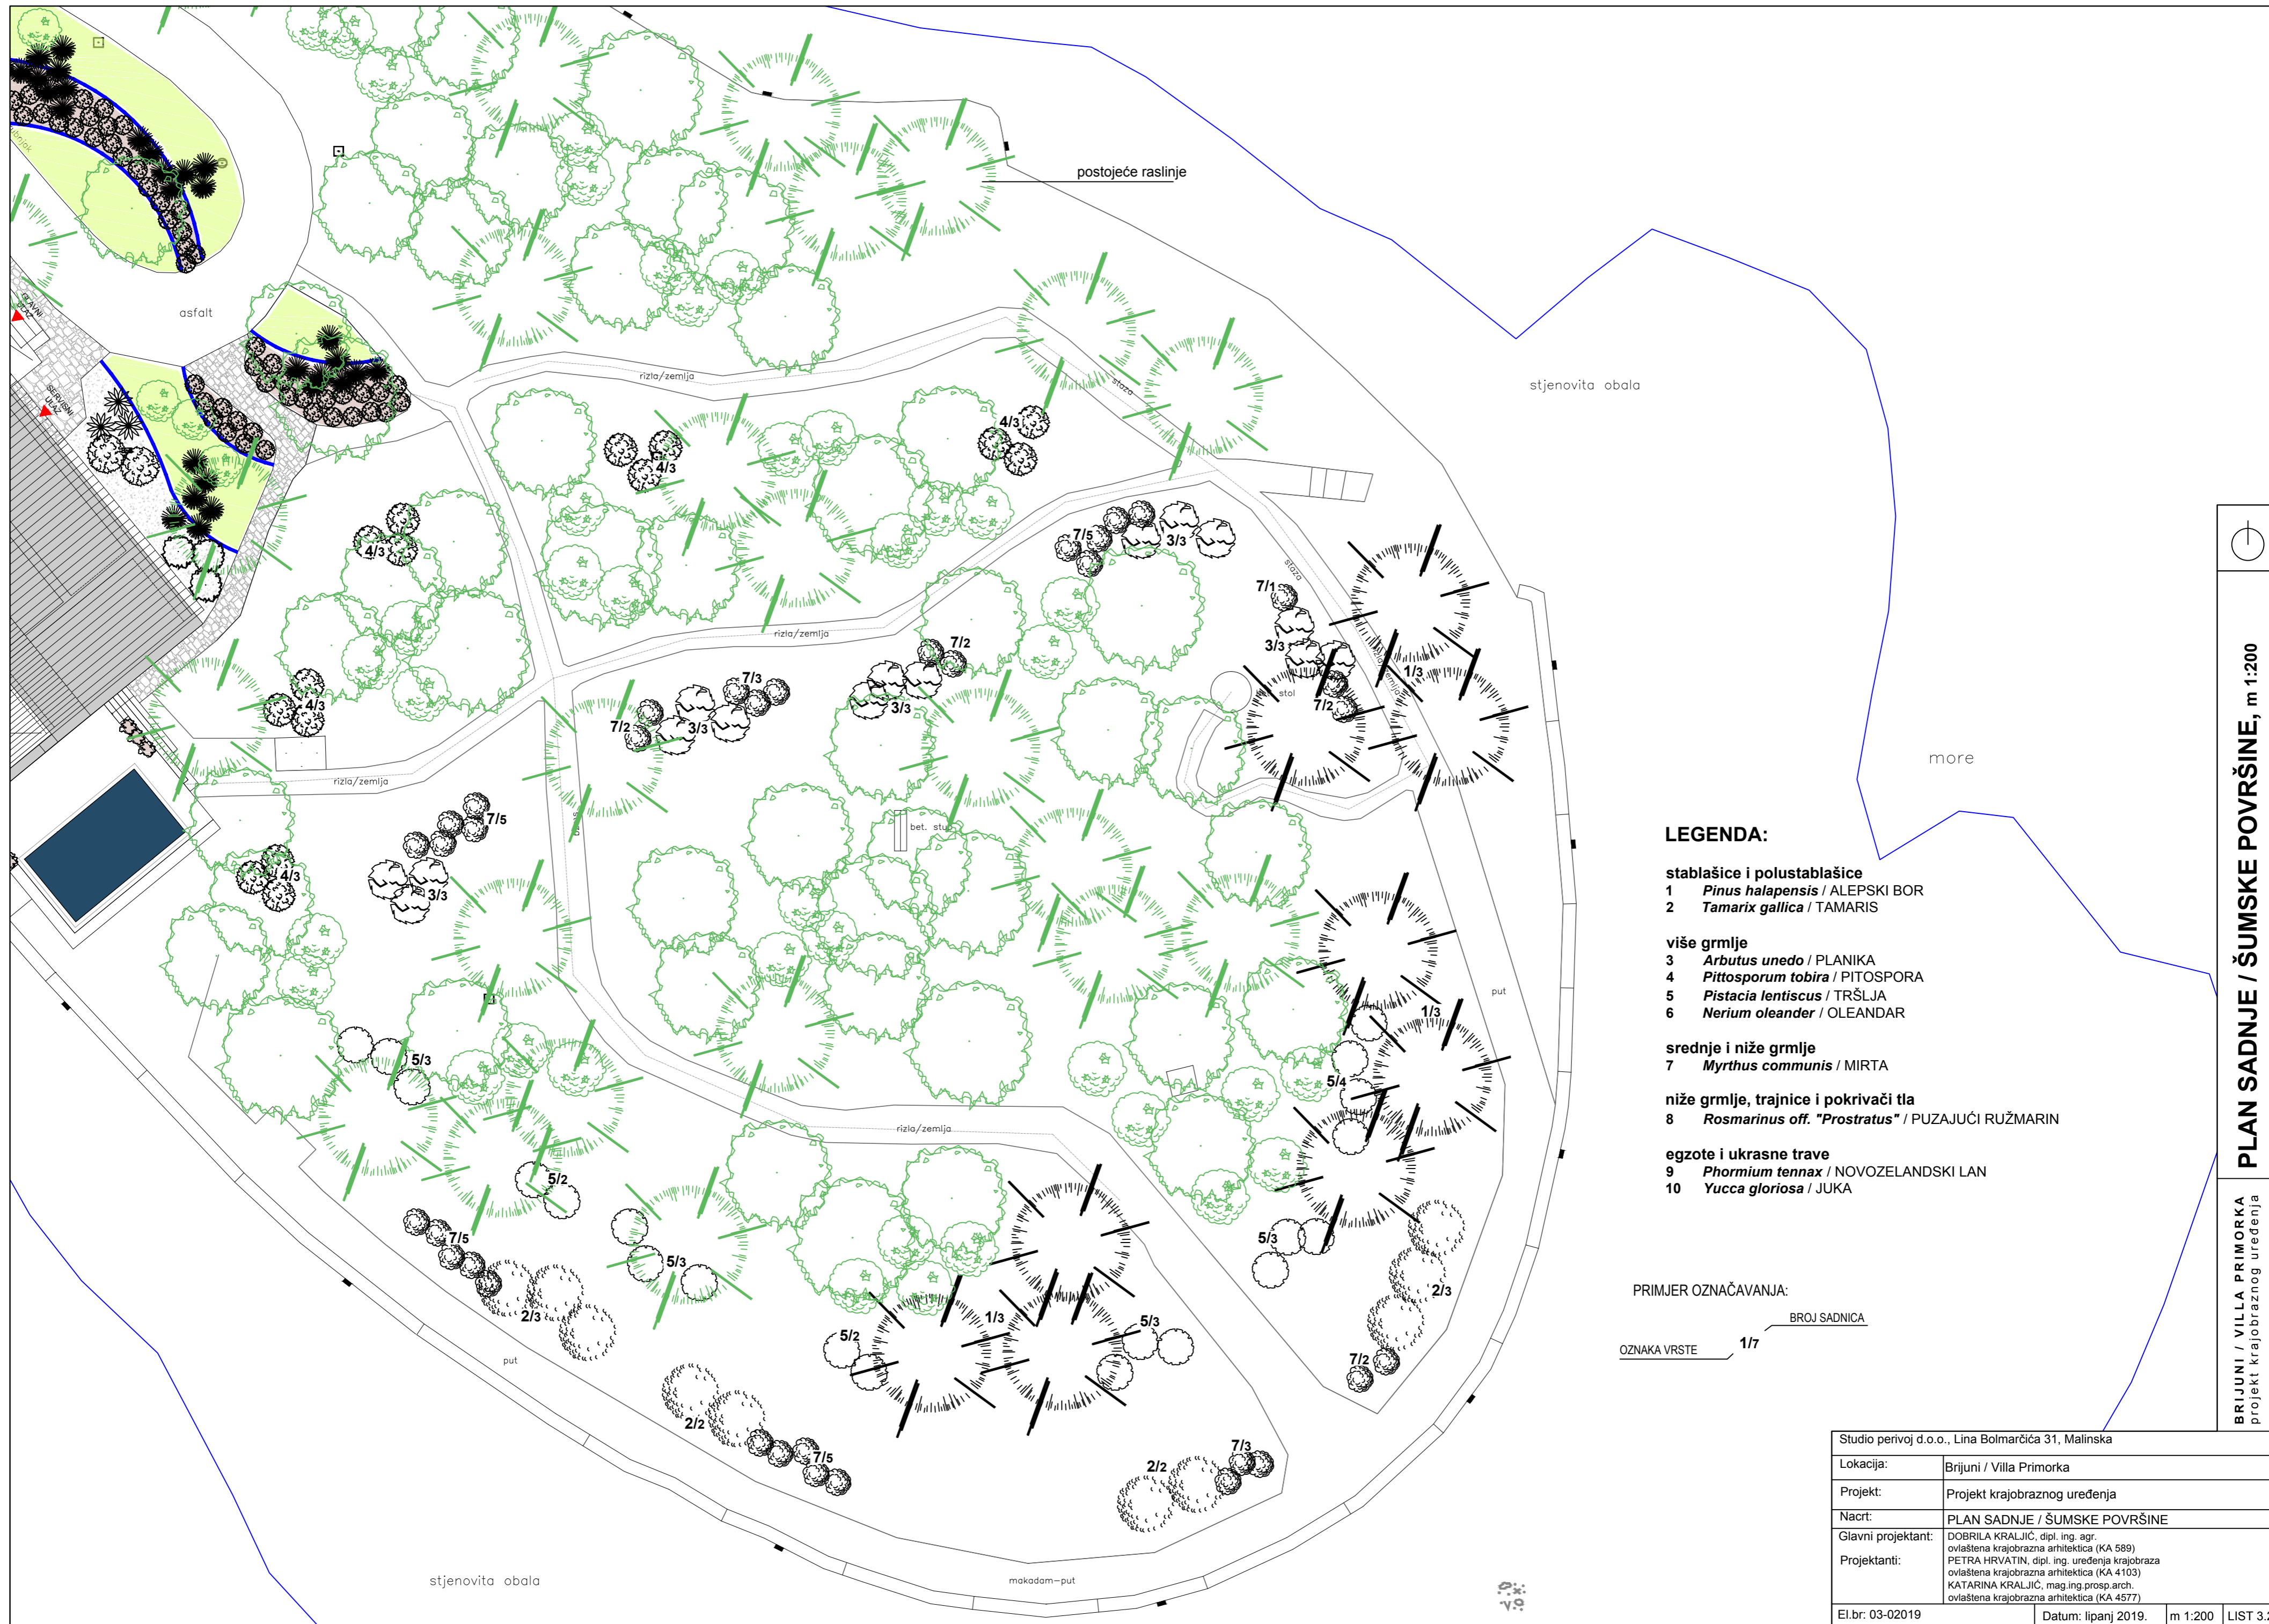 postojeće raslinje
asfalt
GLAVNI
ULAZ
SERVISNI
ULAZ
rizla/zemlja
staza
stjenovita obala
4/3
4/3
4/3
7/5
3/3
staza
7/1
3/3
rizla/zemlja
7/2
3/3
1/3
7/2
7/3
7/2
3/3
4/3
rizla/zemlja
more
7/5
staza
bet. stu
4/3
3/3
put
1/3
5/3
5/4
rizla/zemlja
5/2
7/5
5/3
5/3
2/3
2/3
1/3
5/2
5/3
7/2
put
2/2
7/5
7/3
2/2
stjenovita obala
makadam-put
LEGENDA:
stablašice i polustablašice
1 Pinus halapensis / ALEPSKI BOR
2 Tamarix gallica / TAMARIS
više grmlje
3 Arbutus unedo / PLANIKA
4 Pittosporum tobira / PITOSPORA
5 Pistacia lentiscus / TRŠLJA
6 Nerium oleander / OLEANDAR
srednje i niže grmlje
7 Myrthus communis / MIRTA
niže grmlje, trajnice i pokrivači tla
8 Rosmarinus off. "Prostratus" / PUZAJUĆI RUŽMARIN
egzote i ukrasne trave
9 Phormium tennax / NOVOZELANDSKI LAN
10 Yucca gloriosa / JUKA
PRIMJER OZNAČAVANJA:
BROJ SADNICA
OZNAKA VRSTE 1/7
PLAN SADNJE / ŠUMSKE POVRŠINE, m 1:200
BRIJUNI / VILLA PRIMORKA
projekt krajobraznog uređenja
Studio perivoj d.o.o., Lina Bolmarčića 31, Malinska
Lokacija: Brijuni / Villa Primorka
Projekt: Projekt krajobraznog uređenja
Nacrt: PLAN SADNJE / ŠUMSKE POVRŠINE
Glavni projektant: DOBRILA KRALJIĆ, dipl. ing. agr.
ovlaštena krajobrazna arhitektica (KA 589)
Projektanti: PETRA HRVATIN, dipl. ing. uređenja krajobraza
ovlaštena krajobrazna arhitektica (KA 4103)
KATARINA KRALJIĆ, mag.ing.prosp.arch.
ovlaštena krajobrazna arhitektica (KA 4577)
El.br: 03-02019 Datum: lipanj 2019. m 1:200 LIST 3.2